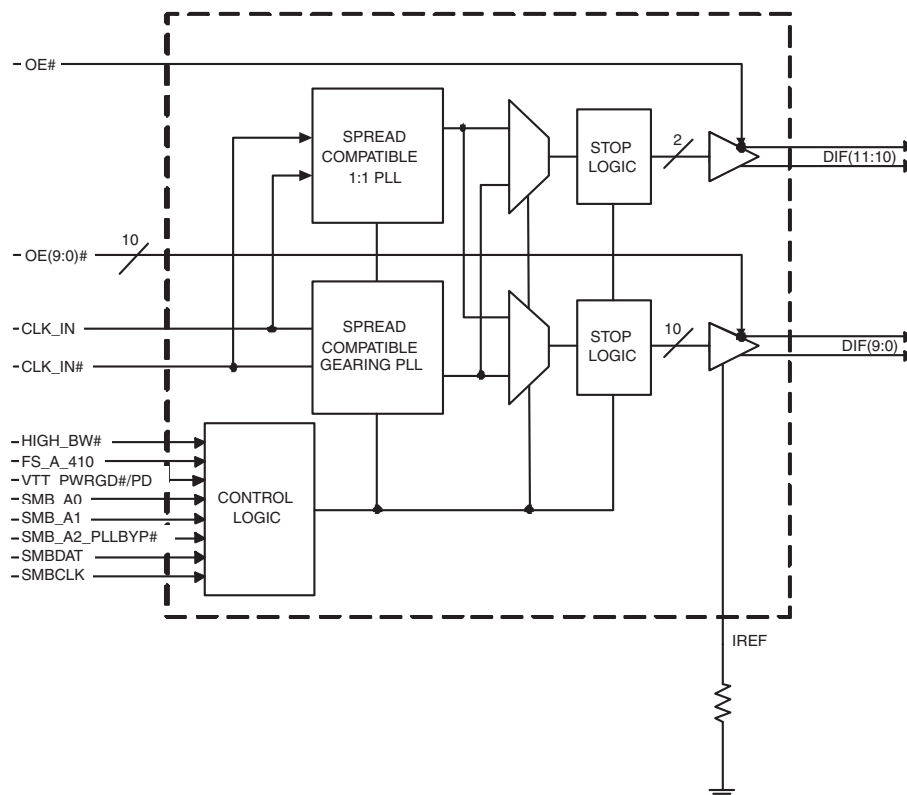 OE#
SPREAD
COMPATIBLE
1:1 PLL
STOP
LOGIC
2
DIF(11:10)
10
OE(9:0)#
CLK_IN
CLK_IN#
SPREAD
COMPATIBLE
GEARING PLL
STOP
LOGIC
10
DIF(9:0)
HIGH_BW#
FS_A_410
VTT_PWRGD#/PD
SMB_A0
SMB_A1
SMB_A2_PLLBYP#
SMBDAT
SMBCLK
CONTROL
LOGIC
IREF